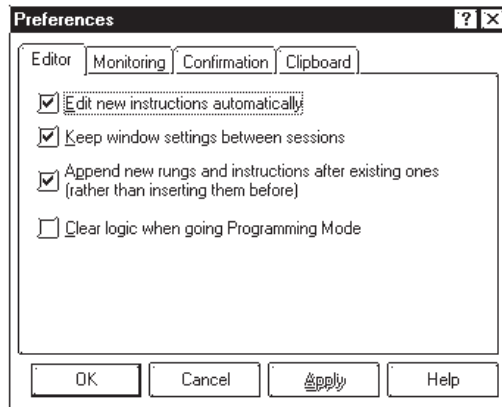 Preferences ? X
Editor Monitoring Confirmation Clipboard
Edit new instructions automatically
Keep window settings between sessions
Append new rungs and instructions after existing ones
(rather than inserting them before)
Clear logic when going Programming Mode
OK Cancel Apply Help